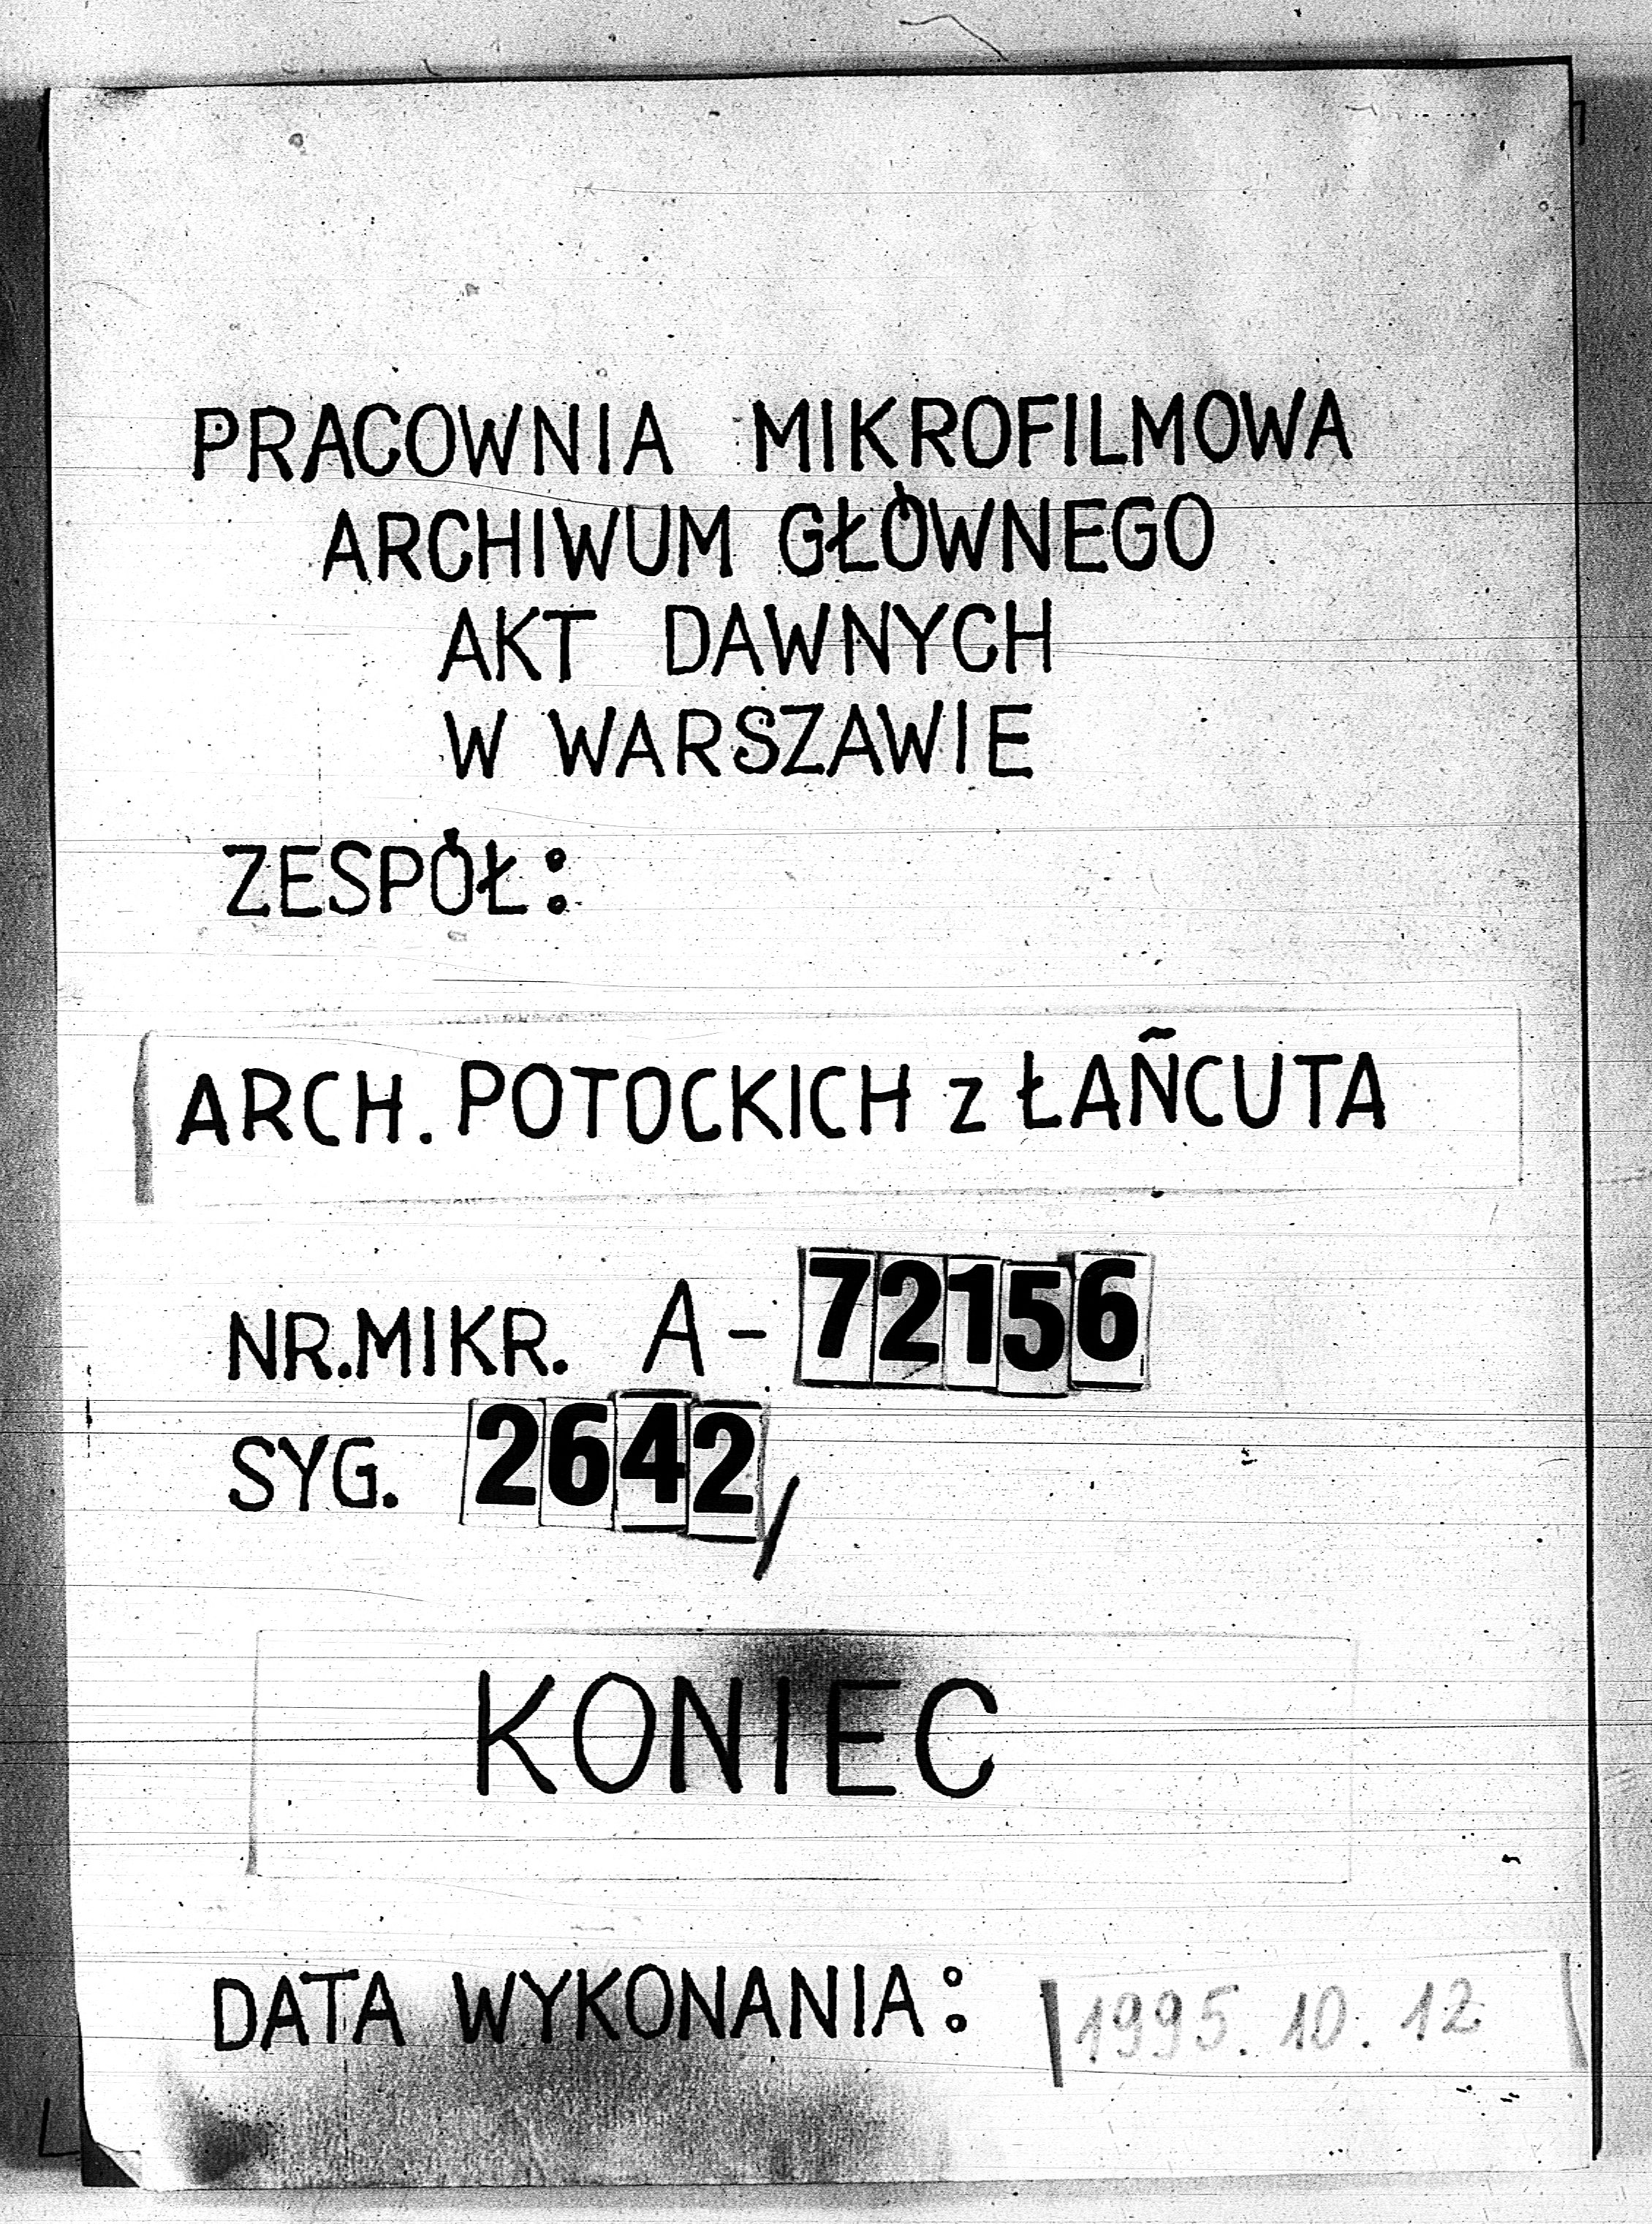 PRACOWNIA MIKROFILMOWA
ARCHIWUM GŁÓWNEGO
AKT DAWNYCH
W WARSZAWIE
ZESPÓŁ:
ARCH. POTOCKICH z ŁAÑCUTA
NR.MIKR. A-72156
SYG. 2642/
KONIEC
DATA WYKONANIA: 1995.10.12